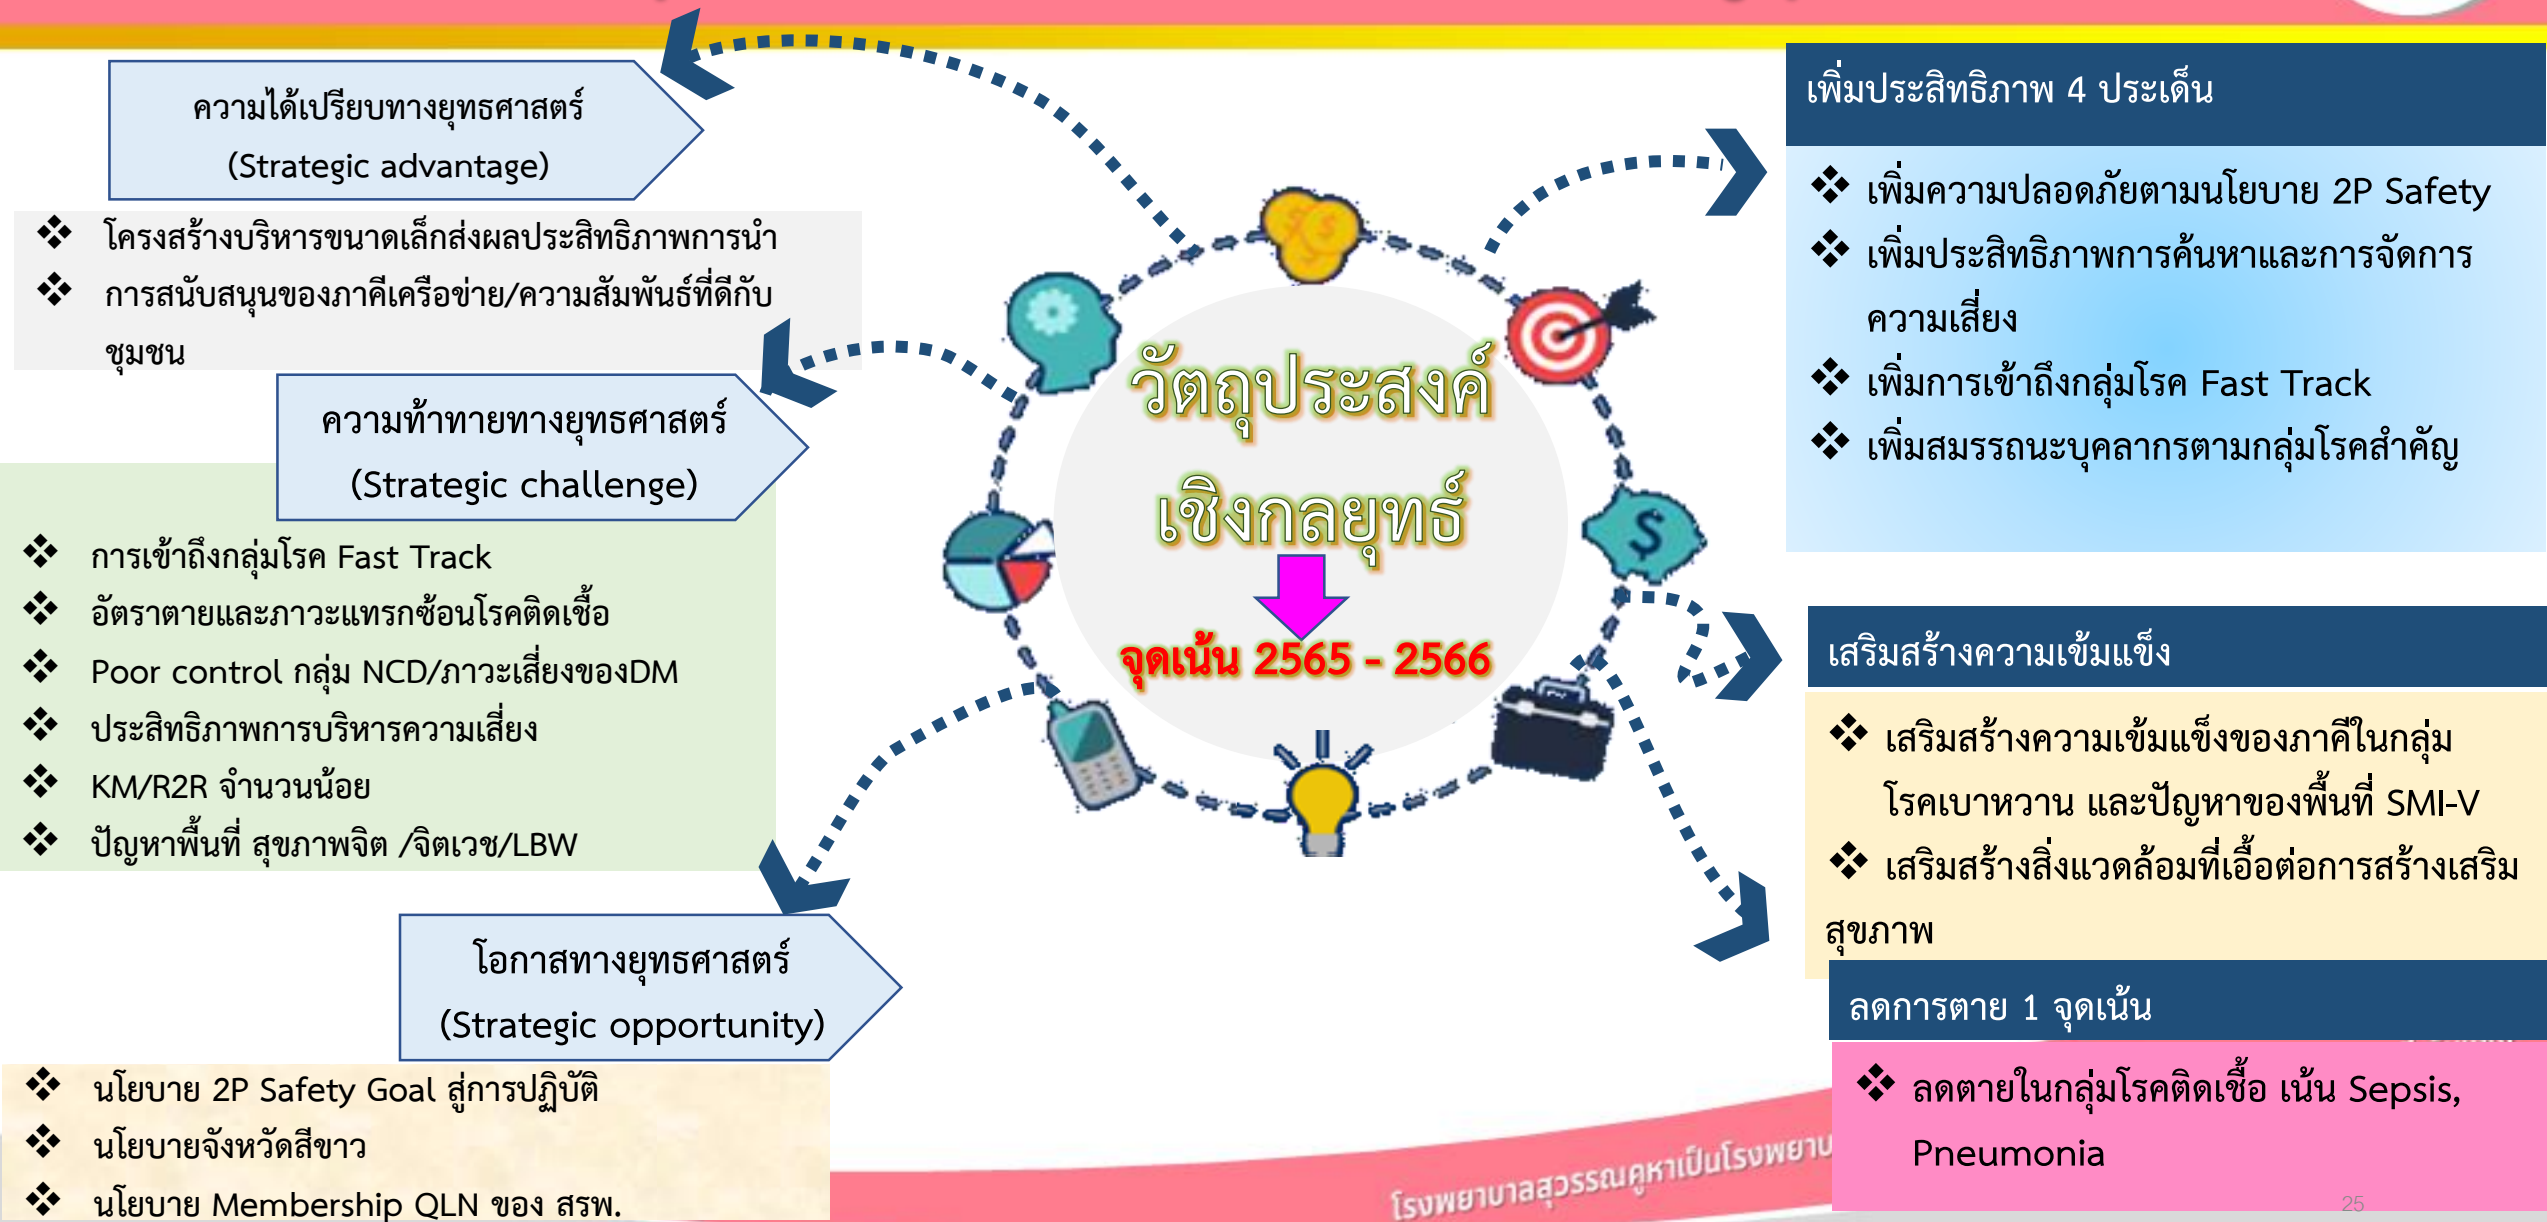 ความได้เปรียบทางยุทธศาสตร์
(Strategic advantage)
❖ โครงสร้างบริหารขนาดเล็กส่งผลประสิทธิภาพการนำ
❖ การสนับสนุนของภาคีเครือข่าย/ความสัมพันธ์ที่ดีกับ
ชุมชน
ความท้าทายทางยุทธศาสตร์
(Strategic challenge)
❖ การเข้าถึงกลุ่มโรค Fast Track
❖ อัตราตายและภาวะแทรกซ้อนโรคติดเชื้อ
❖ Poor control กลุ่ม NCD/ภาวะเสี่ยงของDM
❖ ประสิทธิภาพการบริหารความเสี่ยง
❖ KM/R2R จำนวนน้อย
❖ ปัญหาพื้นที่ สุขภาพจิต /จิตเวช/LBW
โอกาสทางยุทธศาสตร์
(Strategic opportunity)
❖ นโยบาย 2P Safety Goal สู่การปฏิบัติ
❖ นโยบายจังหวัดสีขาว
❖ นโยบาย Membership QLN ของ สรพ.
วัตถุประสงค์
เชิงกลยุทธ์
จุดเน้น 2565 - 2566
เพิ่มประสิทธิภาพ 4 ประเด็น
❖ เพิ่มความปลอดภัยตามนโยบาย 2P Safety
❖ เพิ่มประสิทธิภาพการค้นหาและการจัดการ
ความเสี่ยง
❖ เพิ่มการเข้าถึงกลุ่มโรค Fast Track
❖ เพิ่มสมรรถนะบุคลากรตามกลุ่มโรคสำคัญ
เสริมสร้างความเข้มแข็ง
❖ เสริมสร้างความเข้มแข็งของภาคีในกลุ่ม
โรคเบาหวาน และปัญหาของพื้นที่ SMI-V
❖ เสริมสร้างสิ่งแวดล้อมที่เอื้อต่อการสร้างเสริม
สุขภาพ
ลดการตาย 1 จุดเน้น
❖ ลดตายในกลุ่มโรคติดเชื้อ เน้น Sepsis,
Pneumonia
โรงพยาบาลสุวรรณคูหาเป็นโรงพยาบ
25